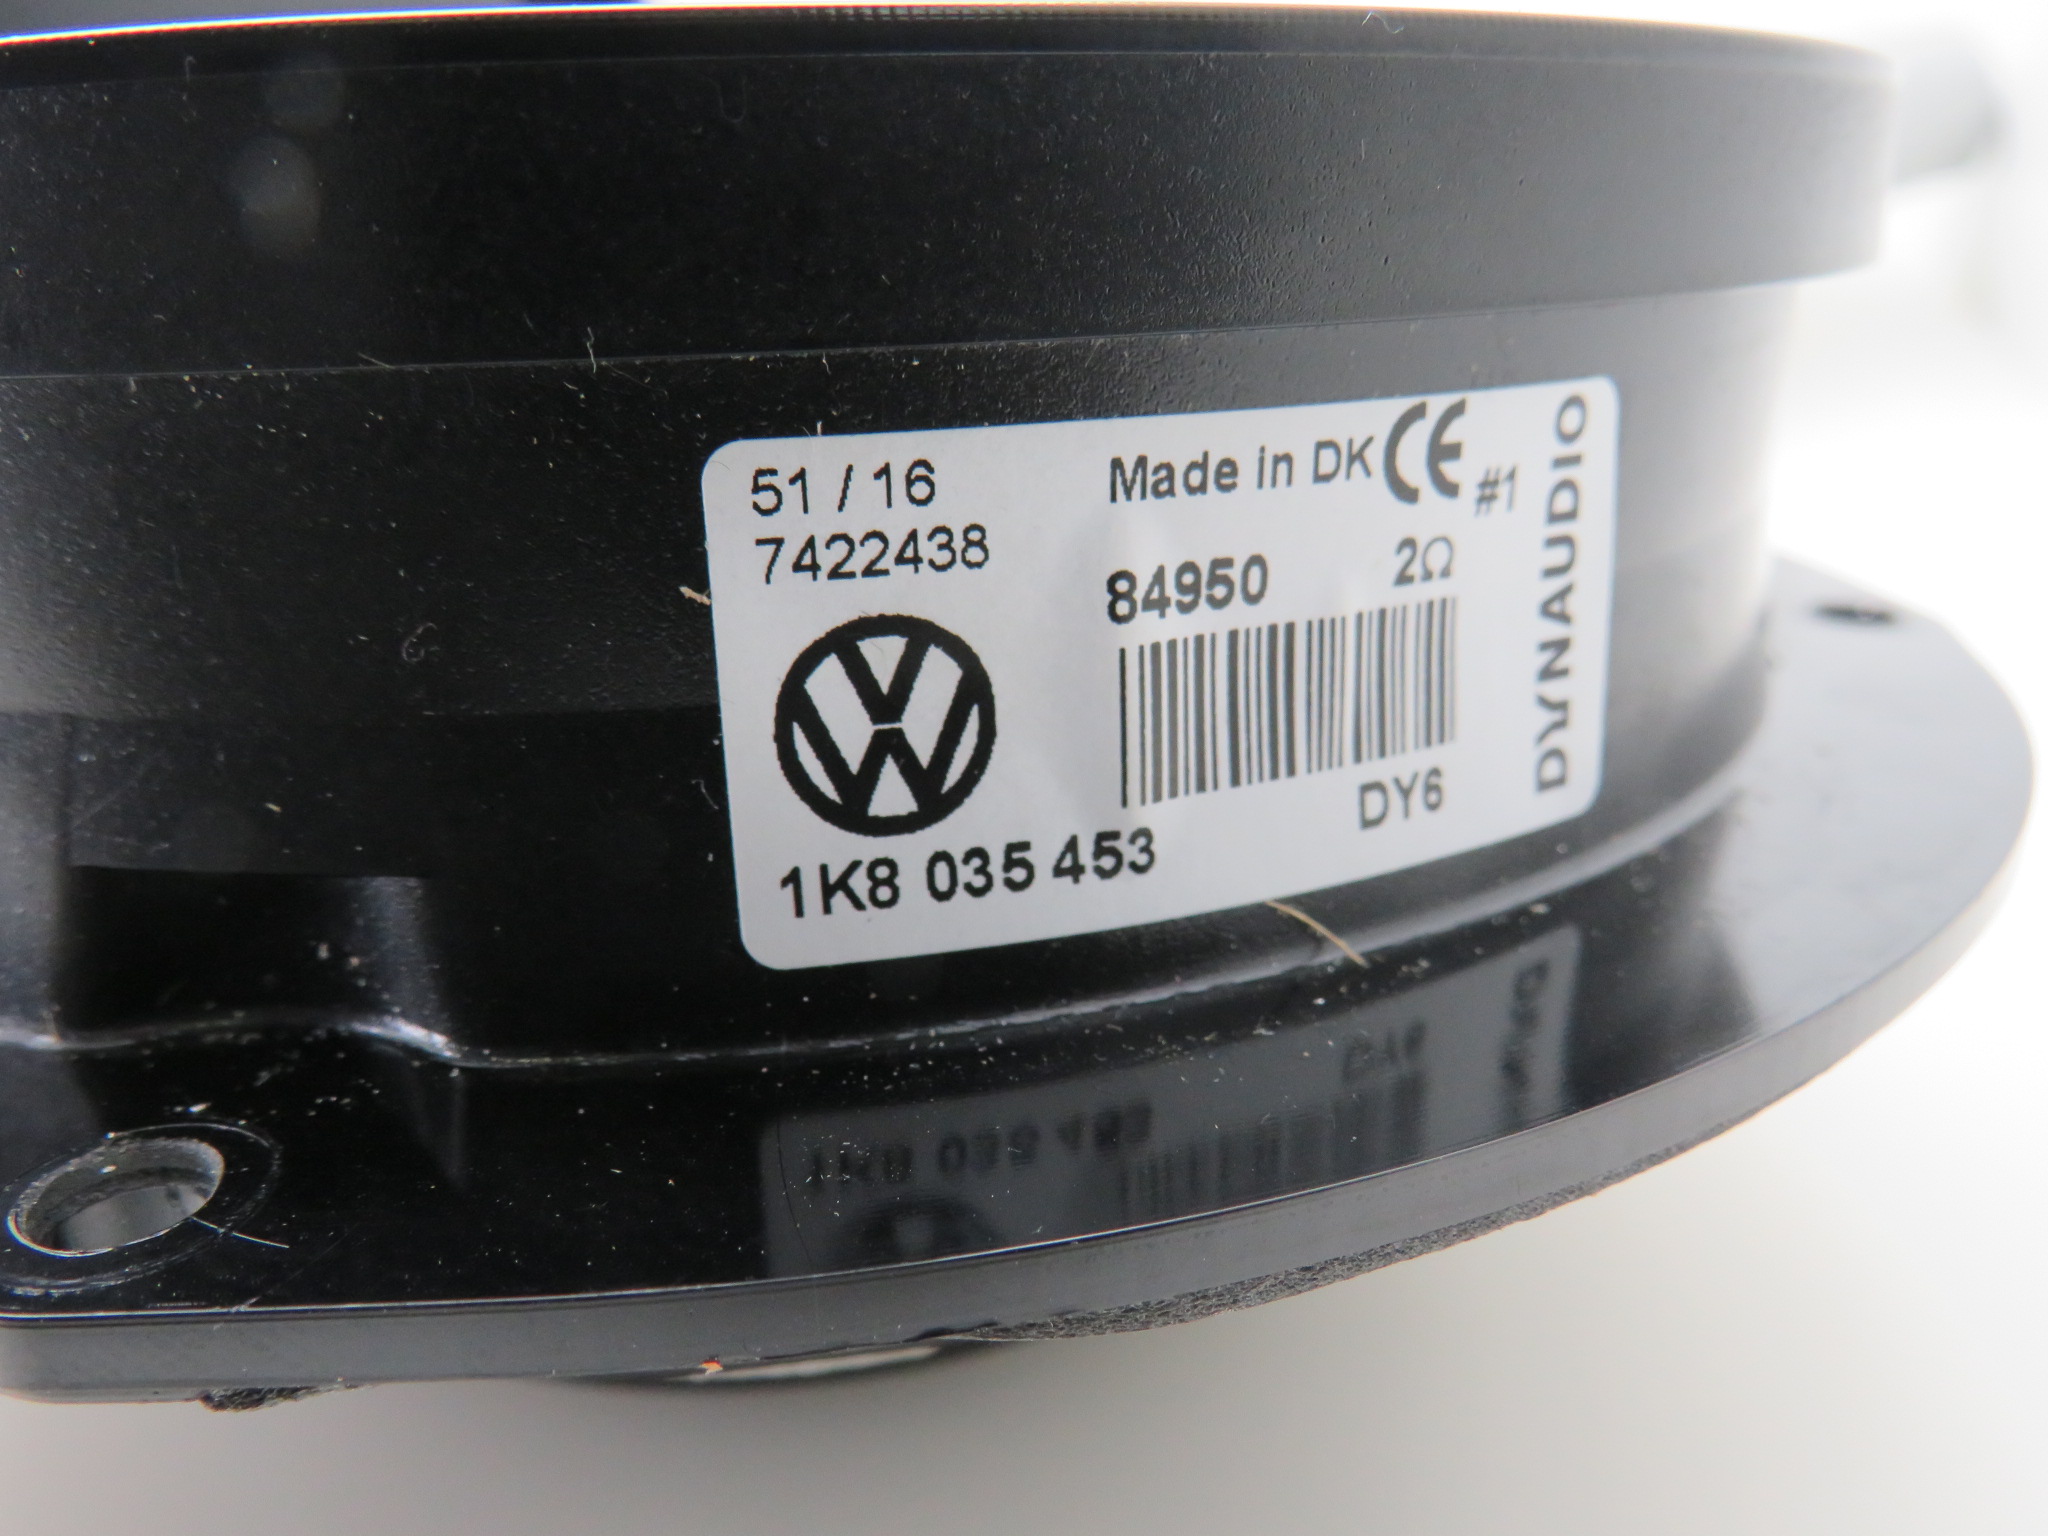 51 / 16
7422438
Made in DK CE #1
84950 2Ω
DY6
1K8 035 453
DYNAUDIO